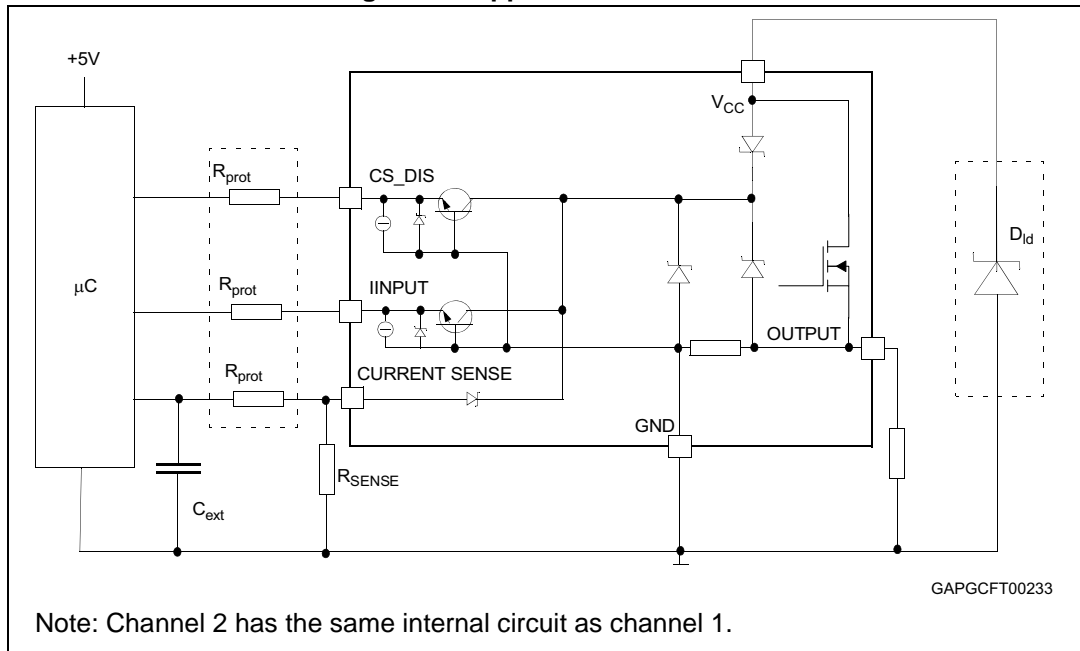 +5V
V_CC
R_prot
CS_DIS
D_ld
μC
R_prot
IINPUT
OUTPUT
R_prot
CURRENT SENSE
GND
R_SENSE
C_ext
GAPGCFT00233
Note: Channel 2 has the same internal circuit as channel 1.